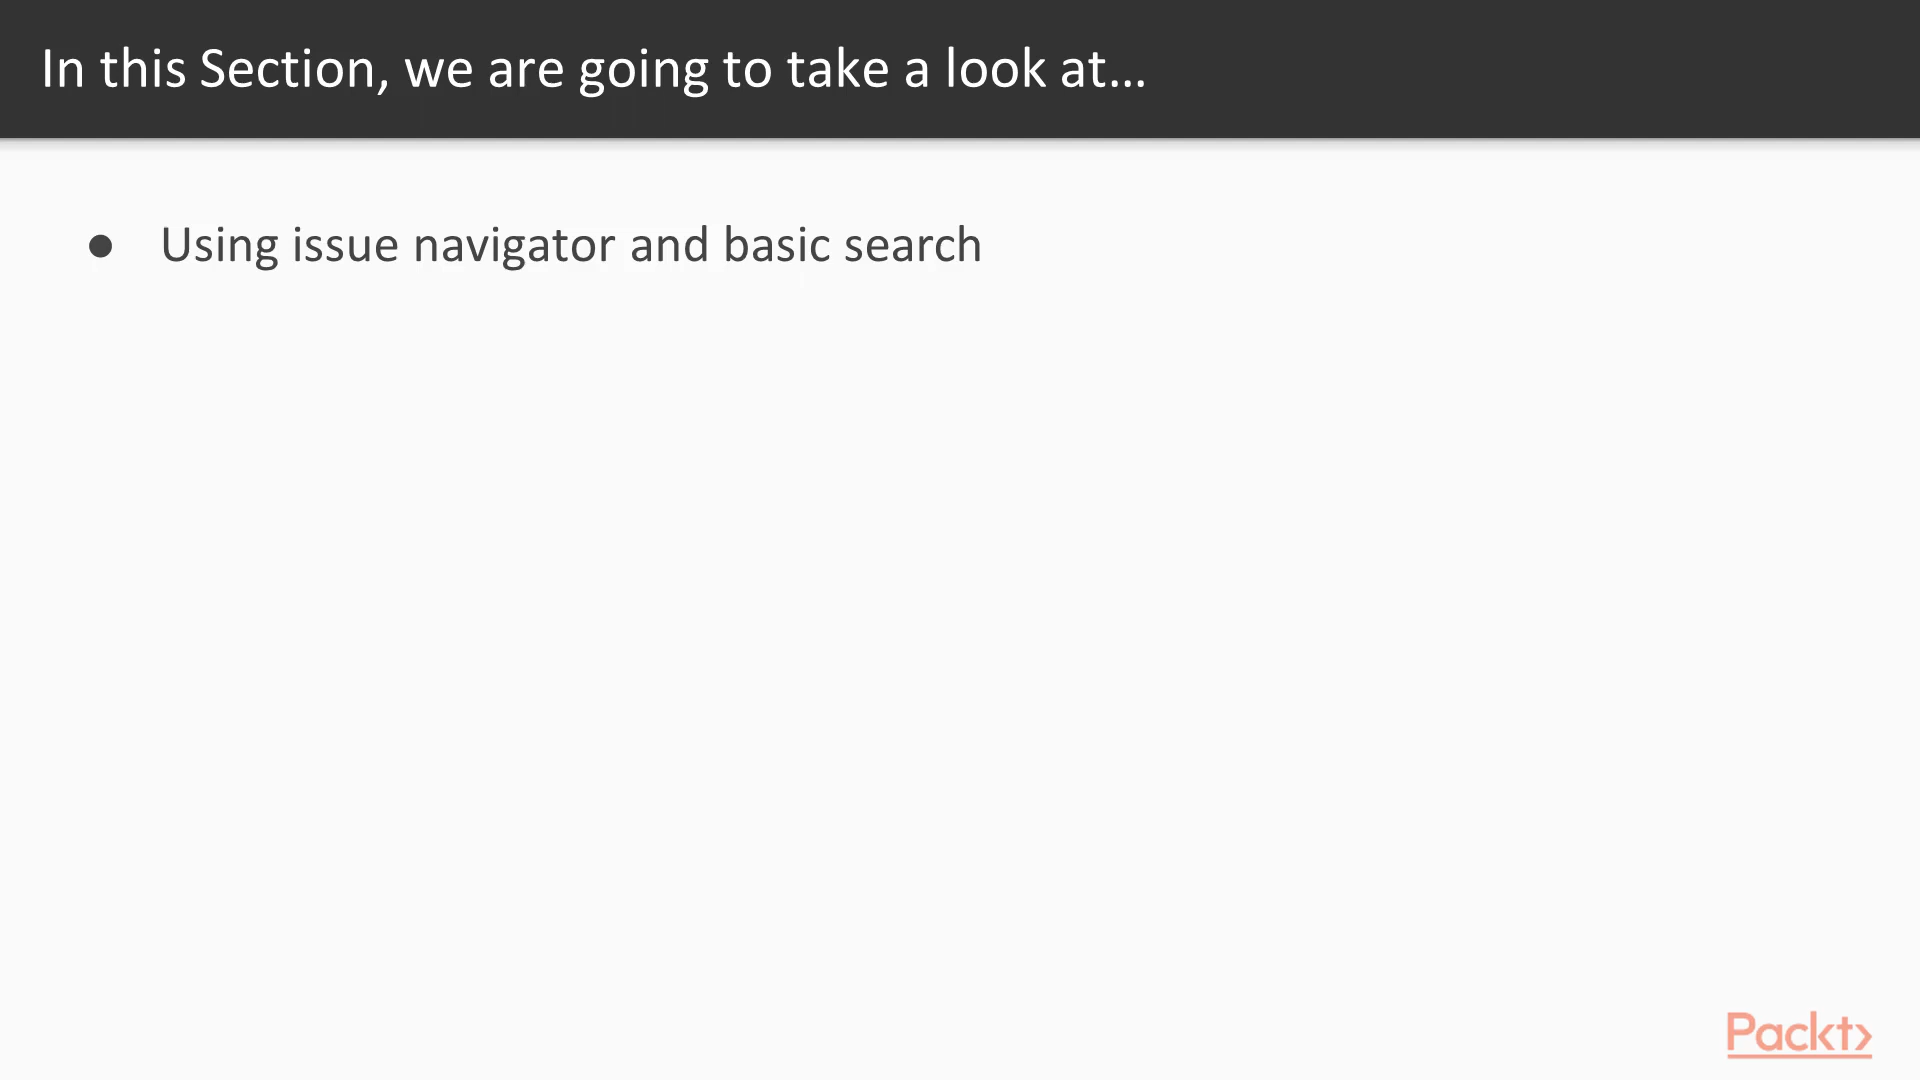 In this Section, we are going to take a look at...
● Using issue navigator and basic search
Packt>